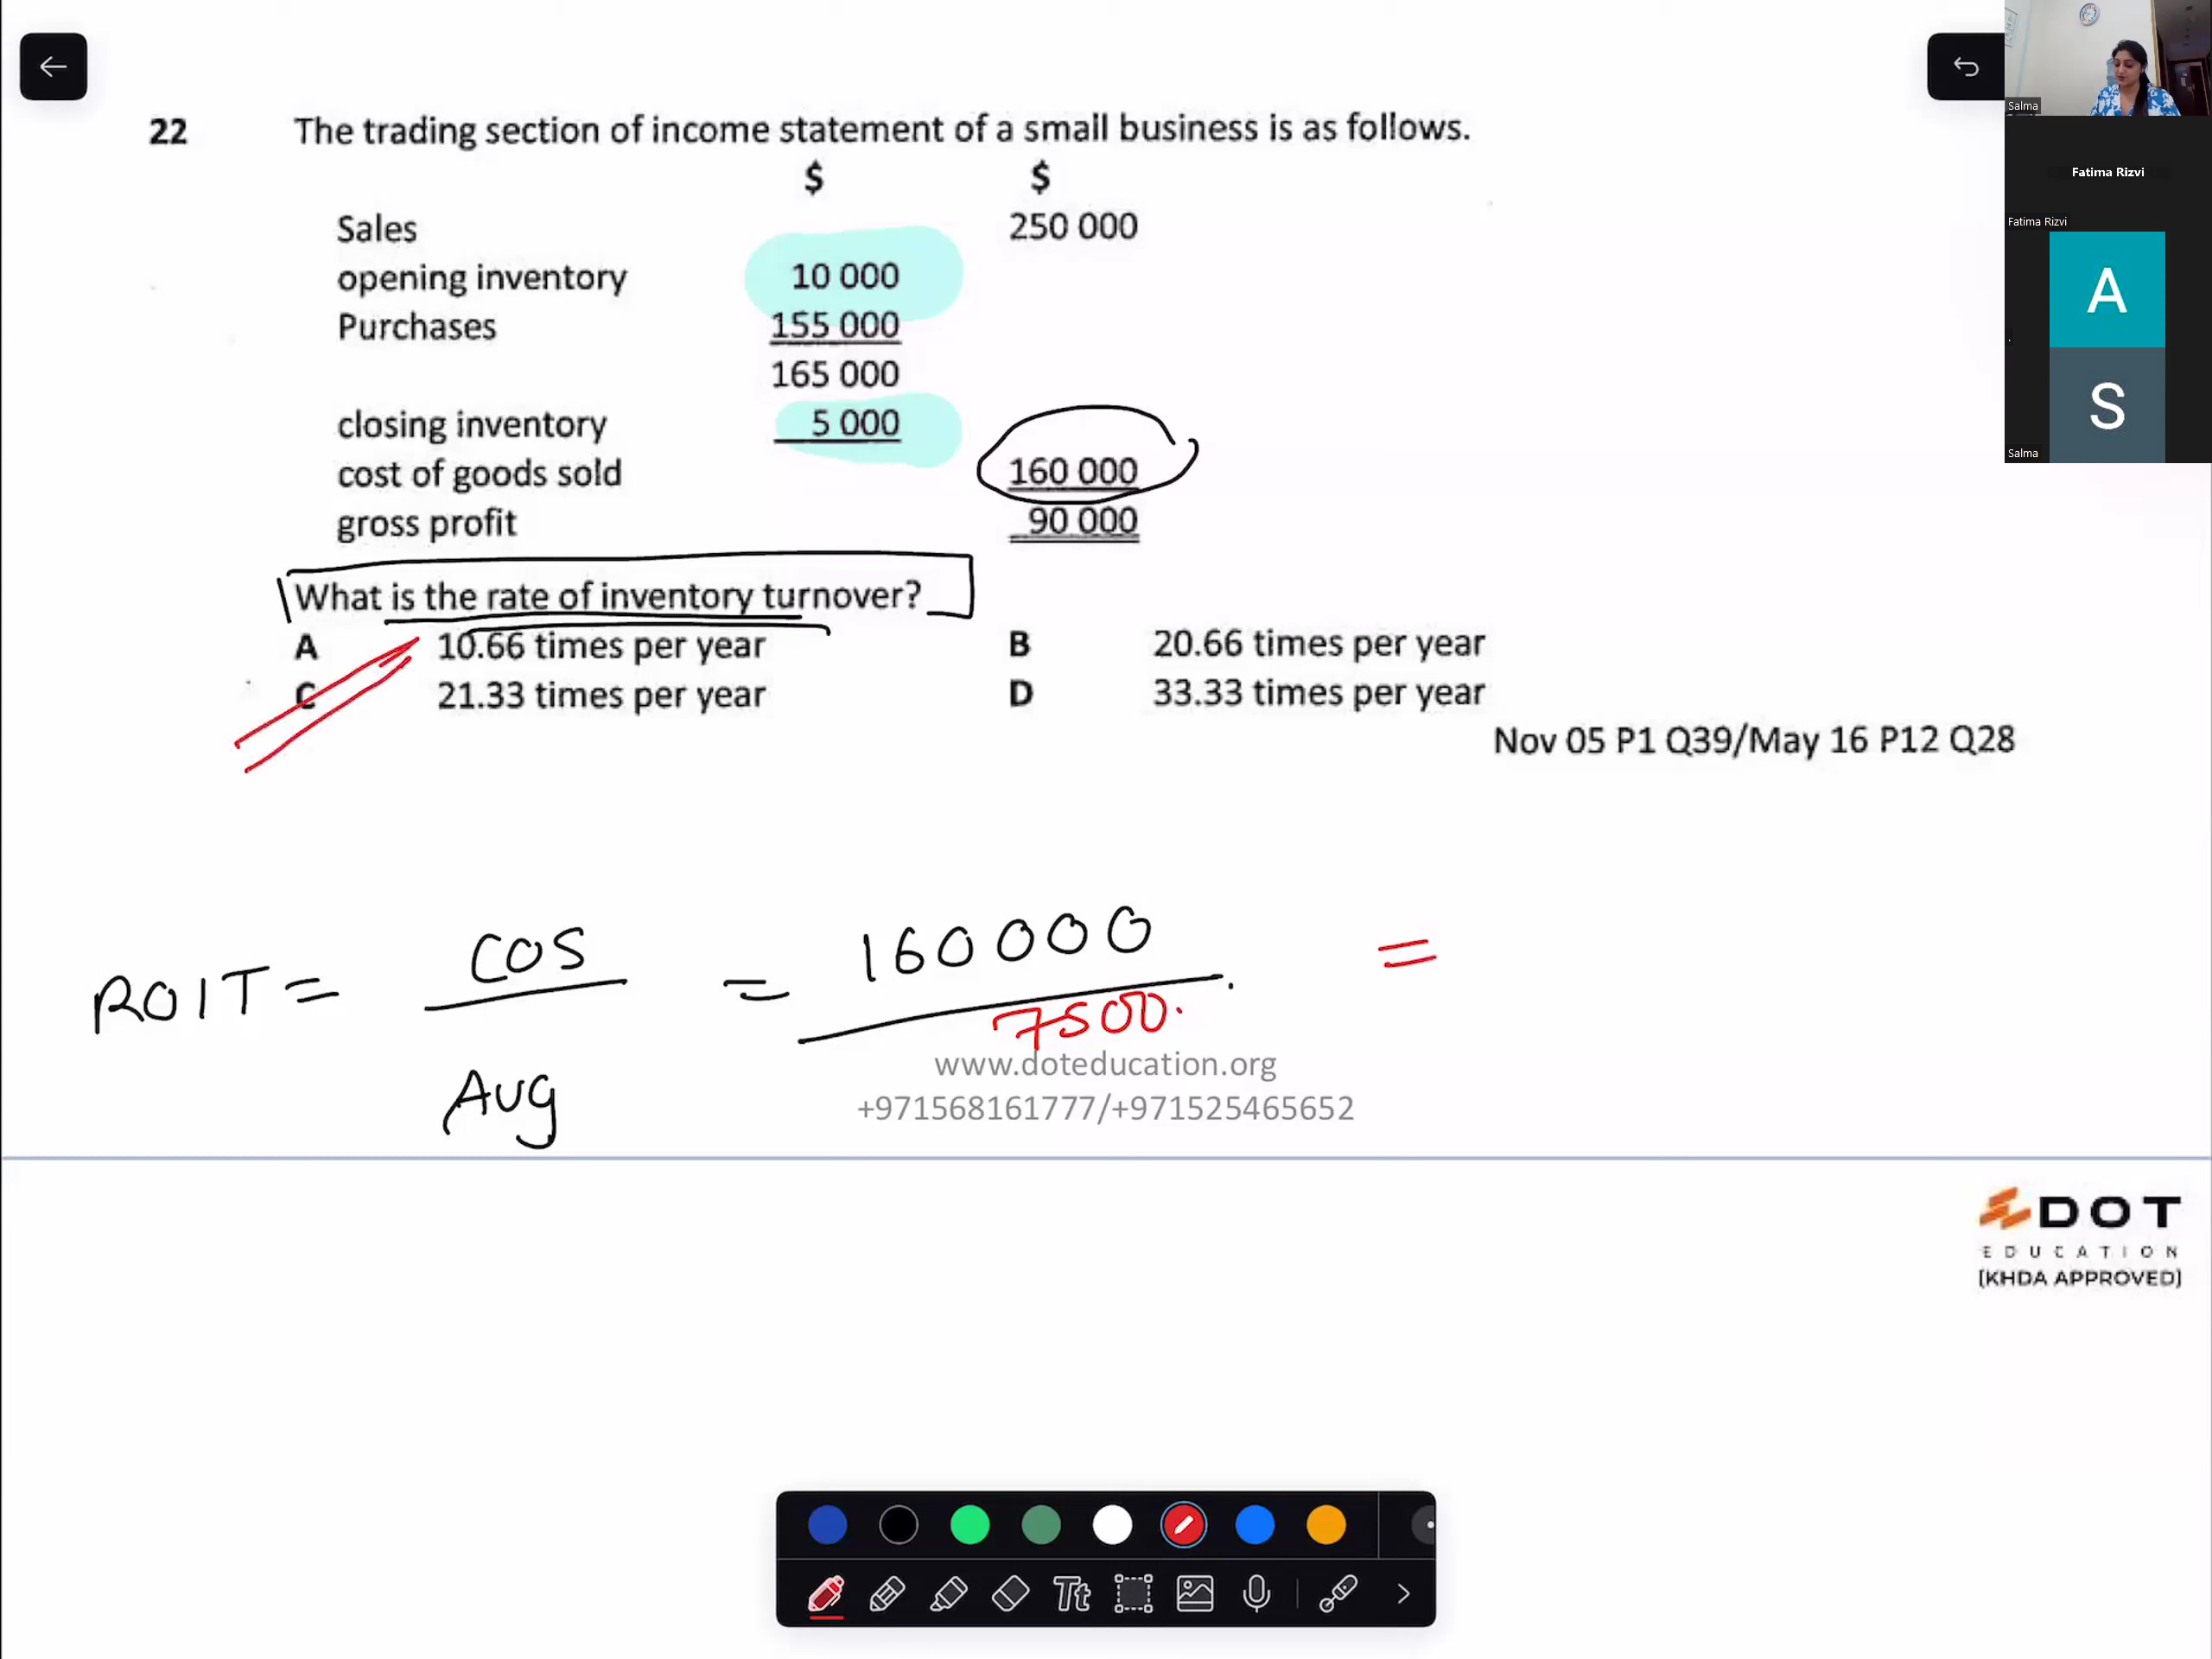 22 The trading section of income statement of a small business is as follows.
$ $
Sales 250 000
opening inventory 10 000
Purchases 155 000
165 000
closing inventory 5 000
cost of goods sold 160 000
gross profit 90 000
What is the rate of inventory turnover?
A 10.66 times per year B 20.66 times per year
C 21.33 times per year D 33.33 times per year
Nov 05 P1 Q39/May 16 P12 Q28
ROIT = COS / Avg = 160000 / 7500. =
www.doteducation.org
+971568161777/+971525465652
DOT
EDUCATION
(KHDA APPROVED)
Salma
Fatima Rizvi
Fatima Rizvi
A
.
S
Salma
Tt